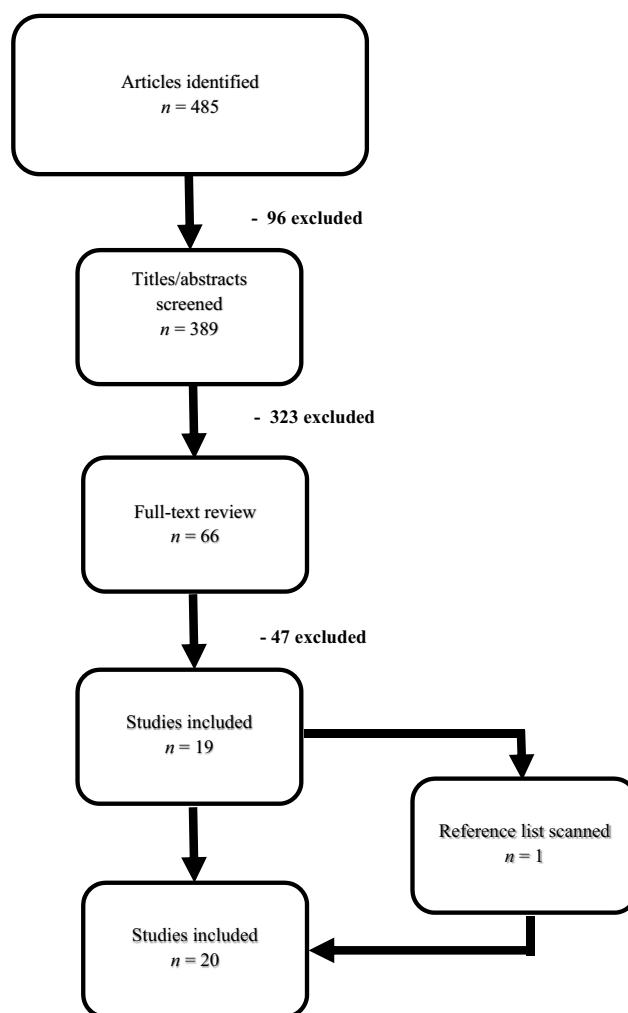 Articles identified
n = 485
- 96 excluded
Titles/abstracts
screened
n = 389
- 323 excluded
Full-text review
n = 66
- 47 excluded
Studies included
n = 19
Reference list scanned
n = 1
Studies included
n = 20